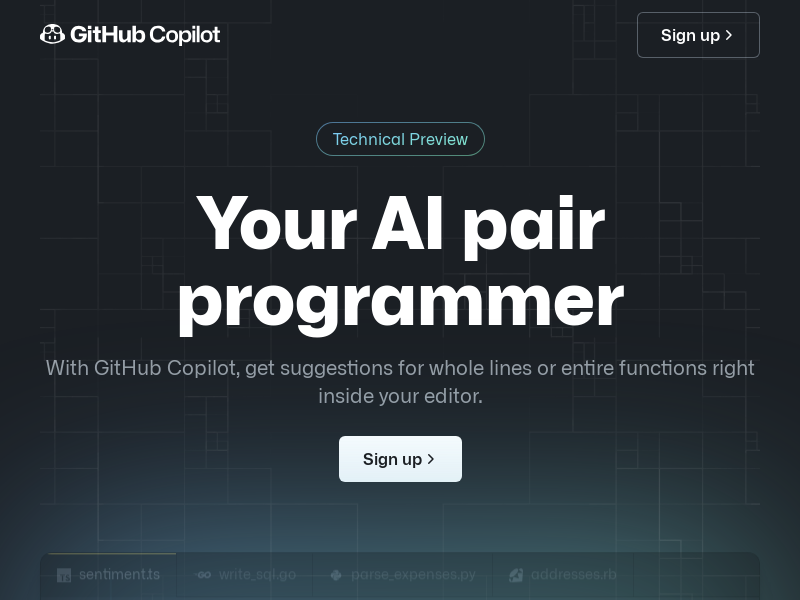 GitHub Copilot
Sign up
Technical Preview
Your AI pair
programmer
With GitHub Copilot, get suggestions for whole lines or entire functions right
inside your editor.
Sign up
sentiment.ts write_sql.go parse_expenses.py addresses.rb